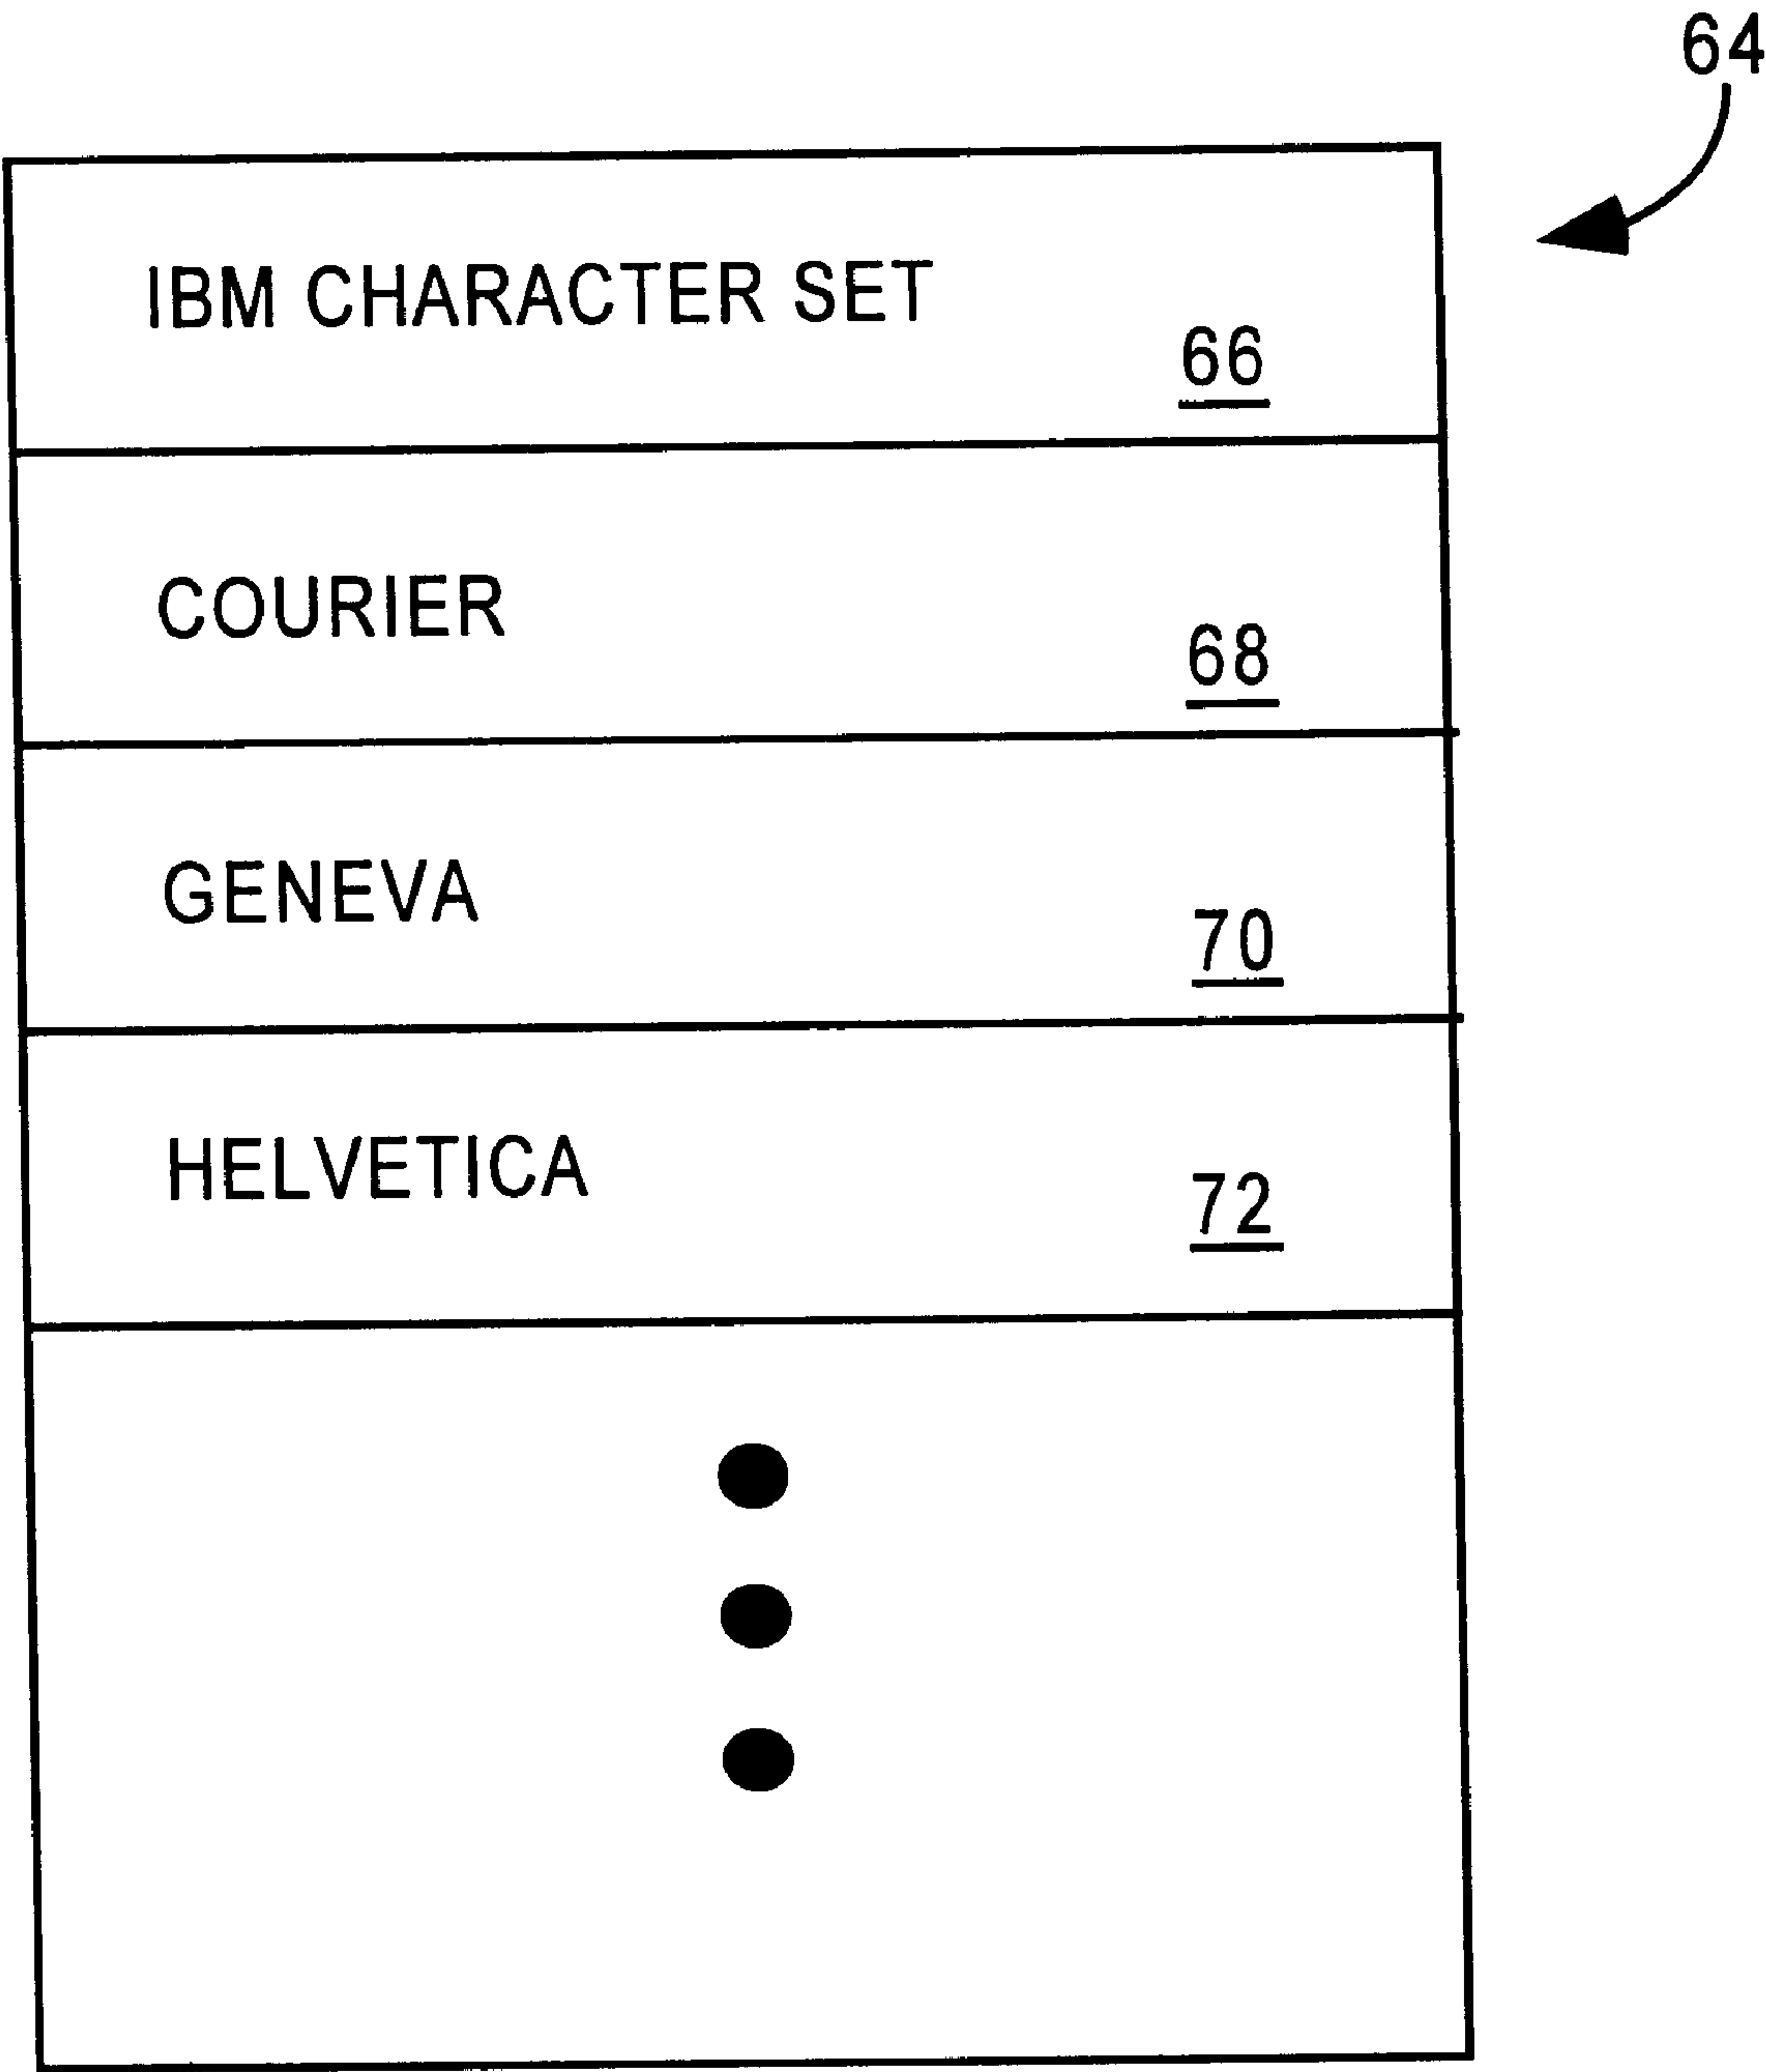 64
IBM CHARACTER SET
66
COURIER
68
GENEVA
70
HELVETICA
72